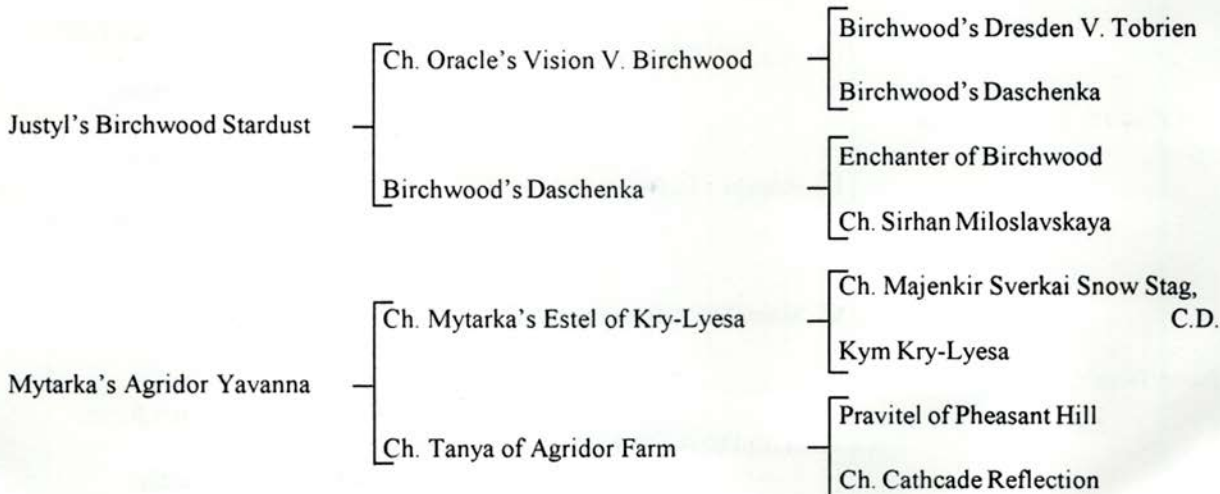 Birchwood's Dresden V. Tobrien
Ch. Oracle's Vision V. Birchwood
Birchwood's Daschenka
Justyl's Birchwood Stardust
Enchanter of Birchwood
Birchwood's Daschenka
Ch. Sirhan Miloslavskaya
Ch. Majenkir Sverkai Snow Stag,
C.D.
Ch. Mytarka's Estel of Kry-Lyesa
Kym Kry-Lyesa
Mytarka's Agridor Yavanna
Pravitel of Pheasant Hill
Ch. Tanya of Agridor Farm
Ch. Cathcade Reflection